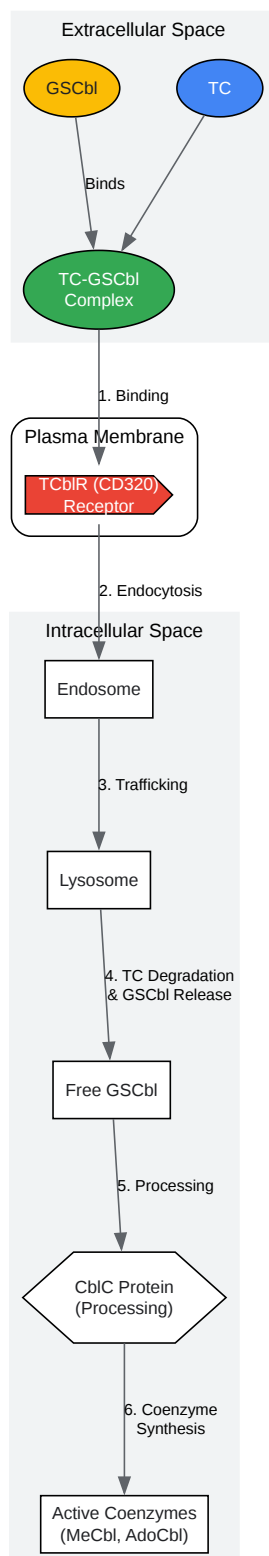 Extracellular Space
GSCbl
TC
Binds
TC-GSCbl
Complex
1. Binding
Plasma Membrane
TCblR (CD320)
Receptor
2. Endocytosis
Intracellular Space
Endosome
3. Trafficking
Lysosome
4. TC Degradation
& GSCbl Release
Free GSCbl
5. Processing
CblC Protein
(Processing)
6. Coenzyme
Synthesis
Active Coenzymes
(MeCbl, AdoCbl)